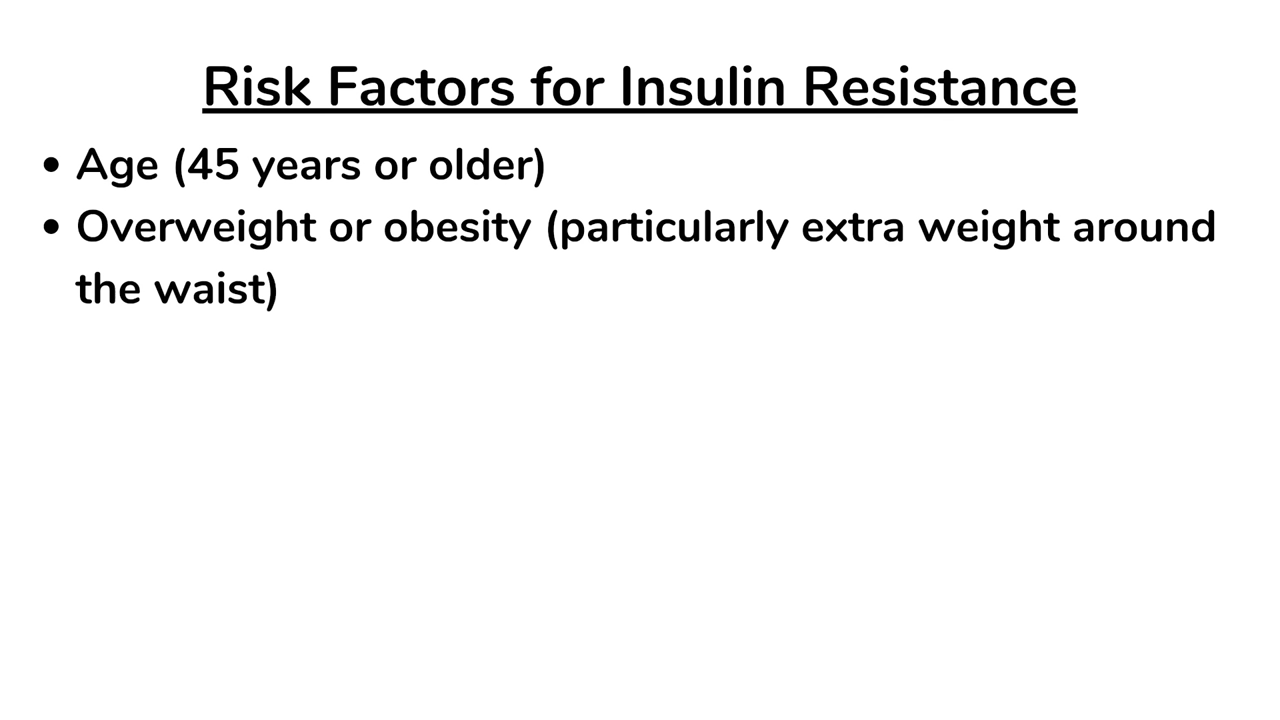 Risk Factors for Insulin Resistance
• Age (45 years or older)
• Overweight or obesity (particularly extra weight around
the waist)